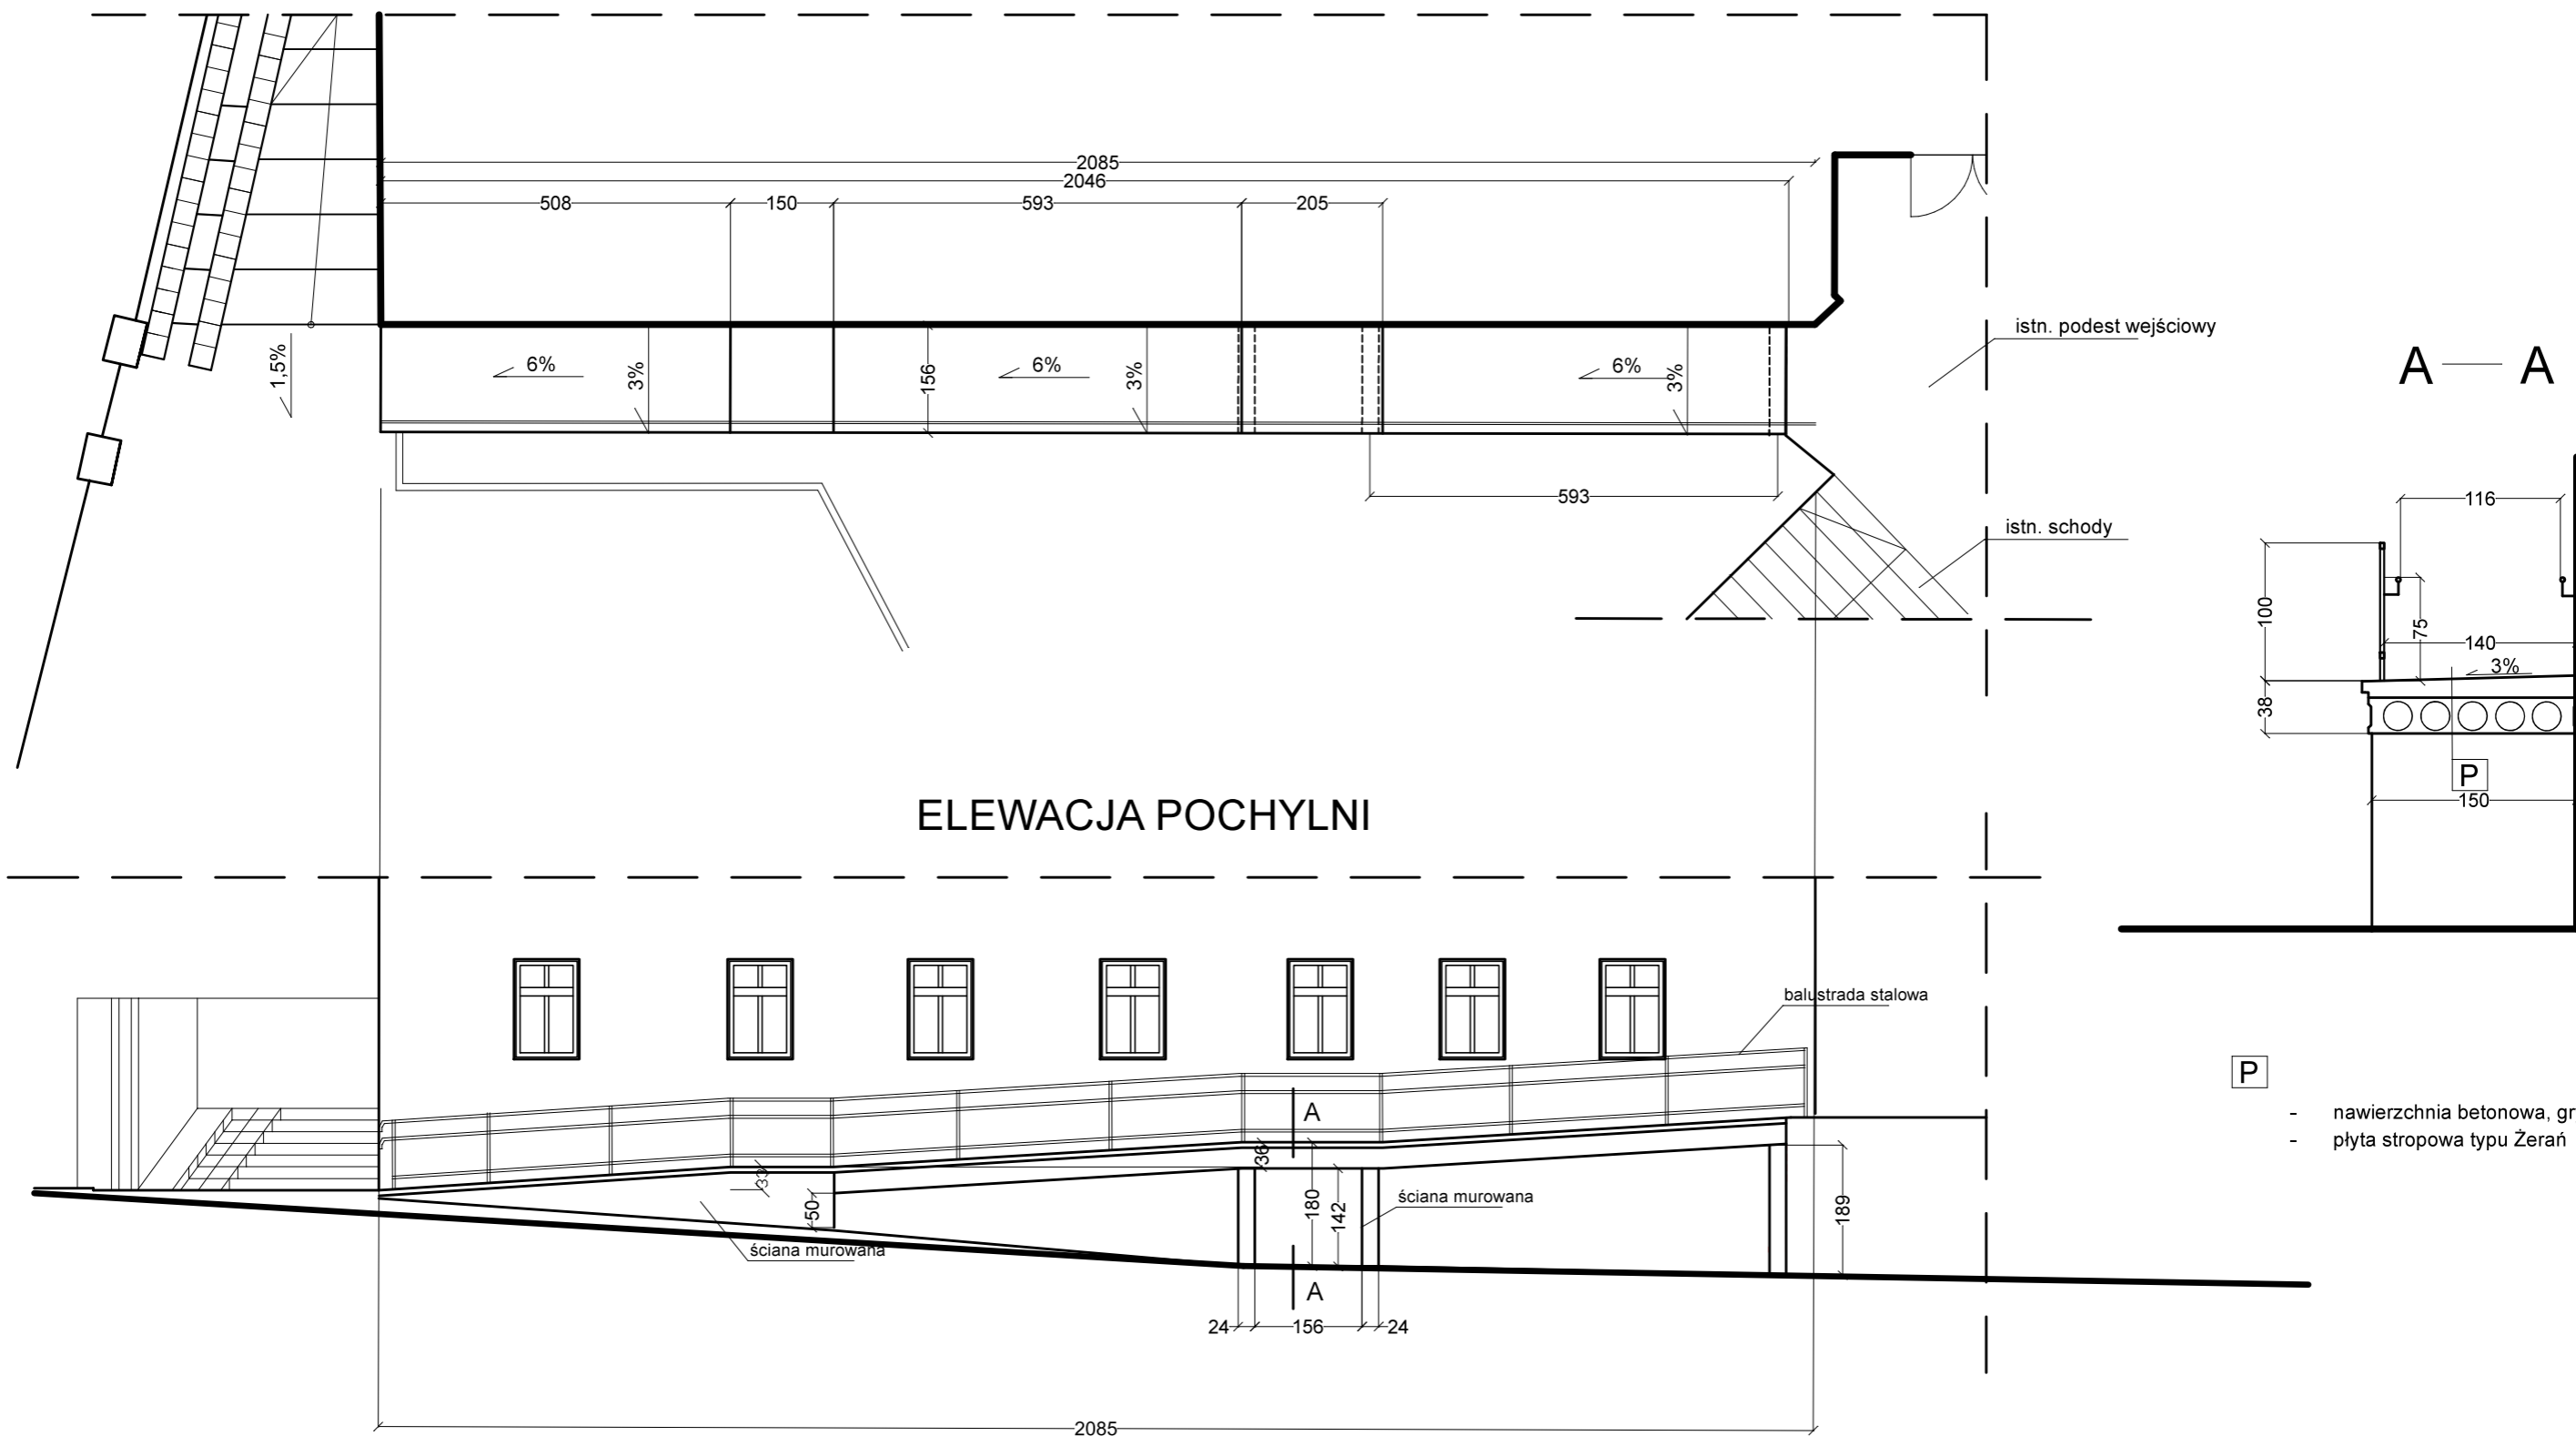 2085
2046
508 150 593 205
1,5%
6%
3%
156
6%
3%
6%
3%
istn. podest wejściowy
593
istn. schody
A A
116
100
75
140
3%
38
P
150
ELEWACJA POCHYLNI
balustrada stalowa
A
36
33
50
180
142
189
ściana murowana
ściana murowana
A
24 156 24
2085
P
- nawierzchnia betonowa, gr
- płyta stropowa typu Żerań